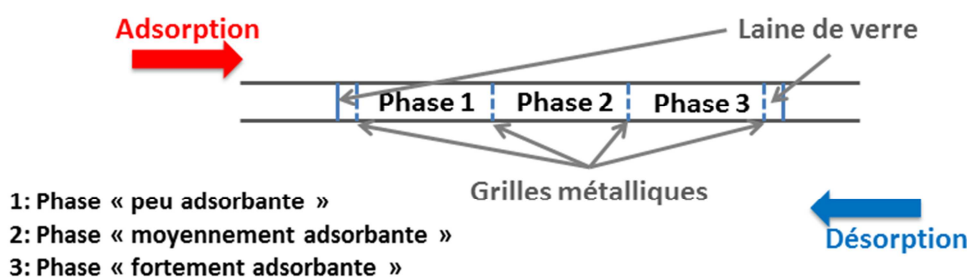 Adsorption
Laine de verre
Phase 1
Phase 2
Phase 3
Grilles métalliques
1: Phase « peu adsorbante »
2: Phase « moyennement adsorbante »
3: Phase « fortement adsorbante »
Désorption